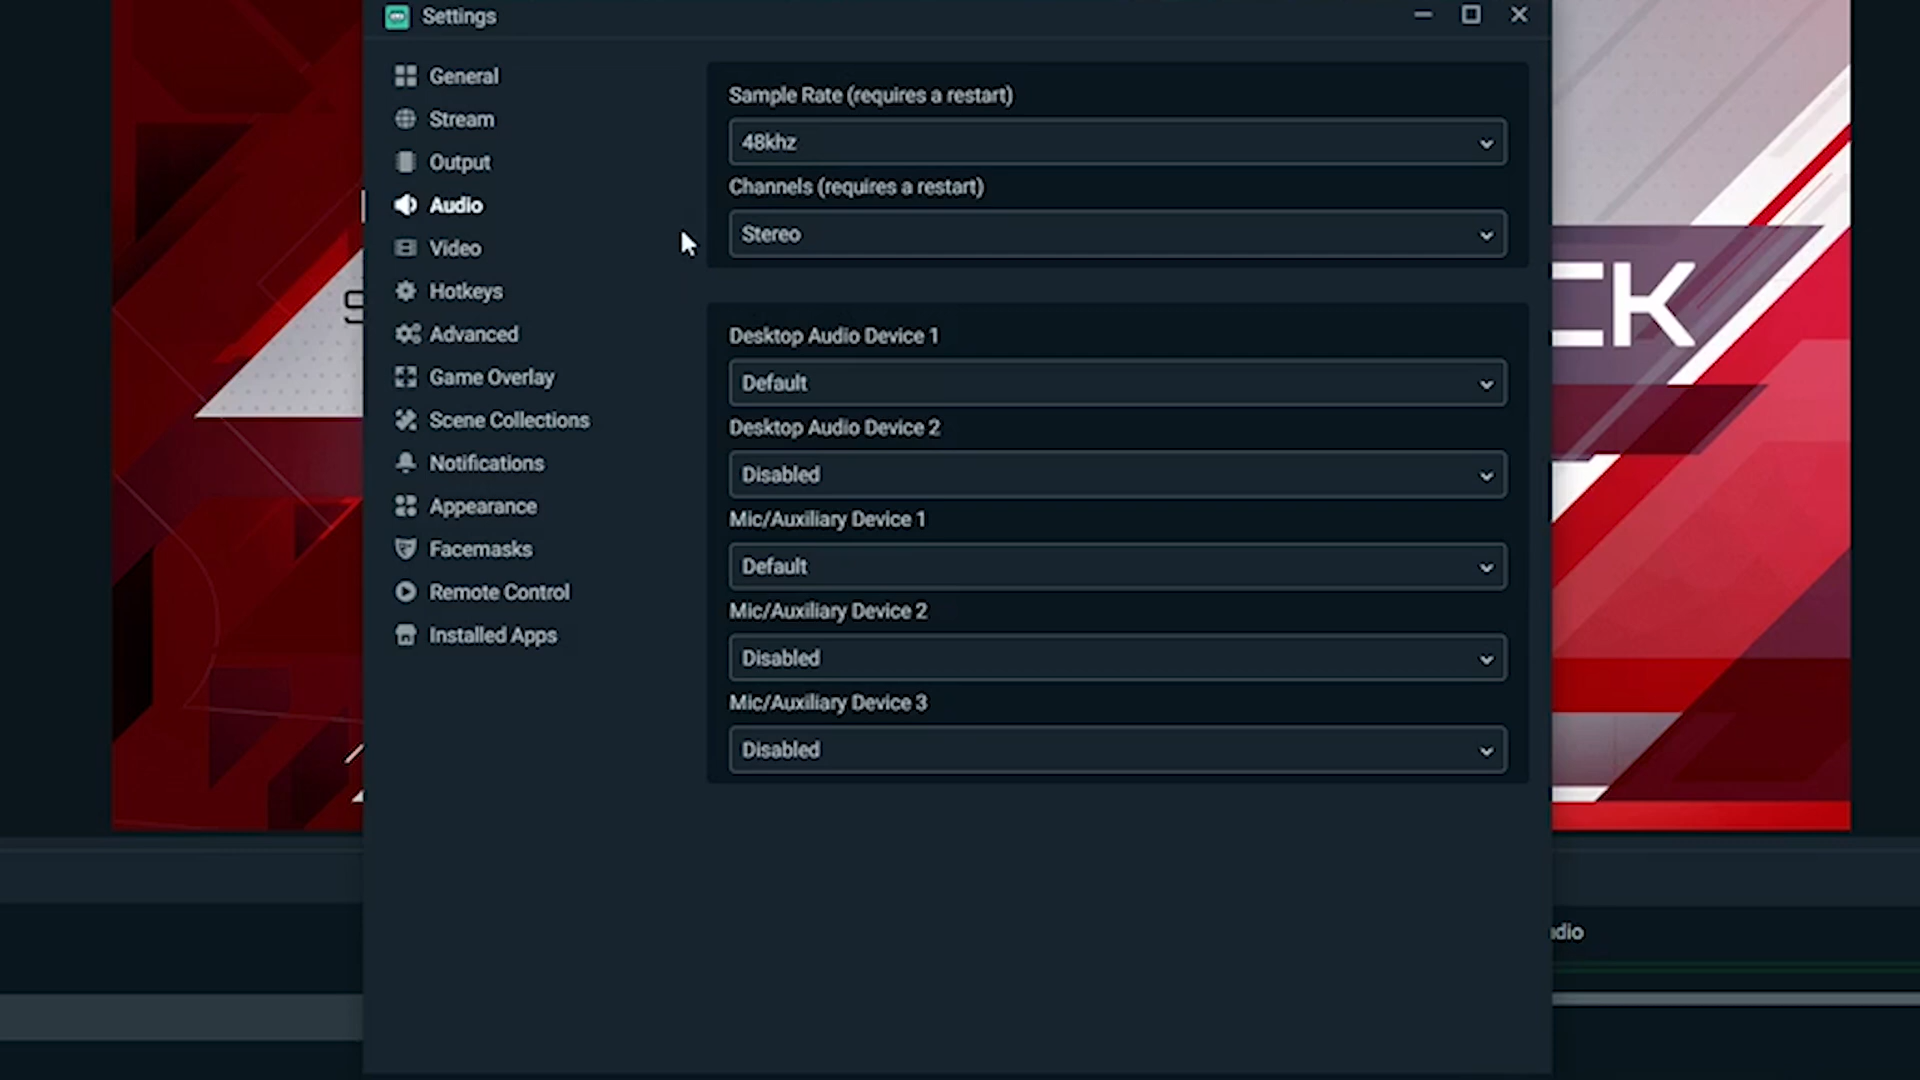 Settings
General
Stream
Output
Audio
Video
Hotkeys
Advanced
Game Overlay
Scene Collections
Notifications
Appearance
Facemasks
Remote Control
Installed Apps
Sample Rate (requires a restart)
48khz
Channels (requires a restart)
Stereo
Desktop Audio Device 1
Default
Desktop Audio Device 2
Disabled
Mic/Auxiliary Device 1
Default
Mic/Auxiliary Device 2
Disabled
Mic/Auxiliary Device 3
Disabled
CK
dio